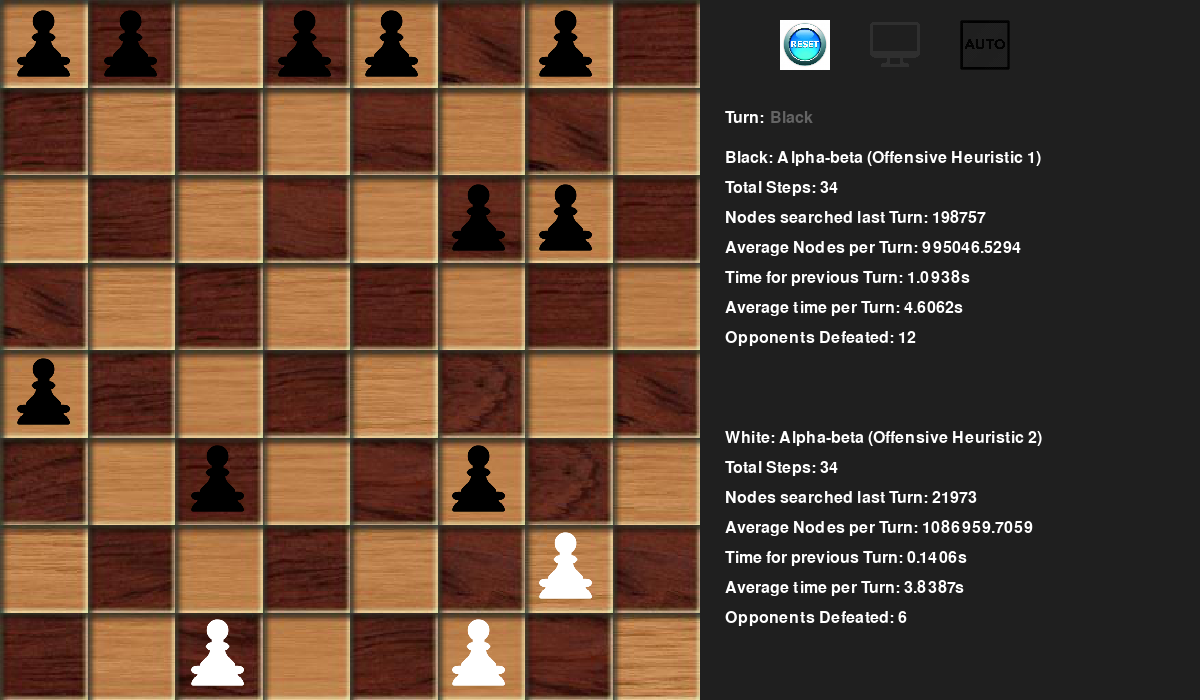 RESET
AUTO
Turn: Black
Black: Alpha-beta (Offensive Heuristic 1)
Total Steps: 34
Nodes searched last Turn: 198757
Average Nodes per Turn: 995046.5294
Time for previous Turn: 1.0938s
Average time per Turn: 4.6062s
Opponents Defeated: 12
White: Alpha-beta (Offensive Heuristic 2)
Total Steps: 34
Nodes searched last Turn: 21973
Average Nodes per Turn: 1086959.7059
Time for previous Turn: 0.1406s
Average time per Turn: 3.8387s
Opponents Defeated: 6